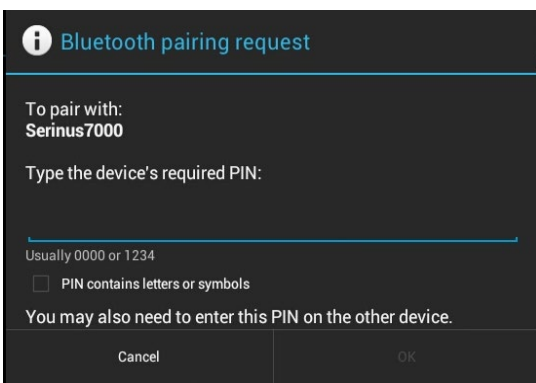 Bluetooth pairing request
To pair with:
Serinus7000
Type the device's required PIN:
Usually 0000 or 1234
PIN contains letters or symbols
You may also need to enter this PIN on the other device.
Cancel
OK